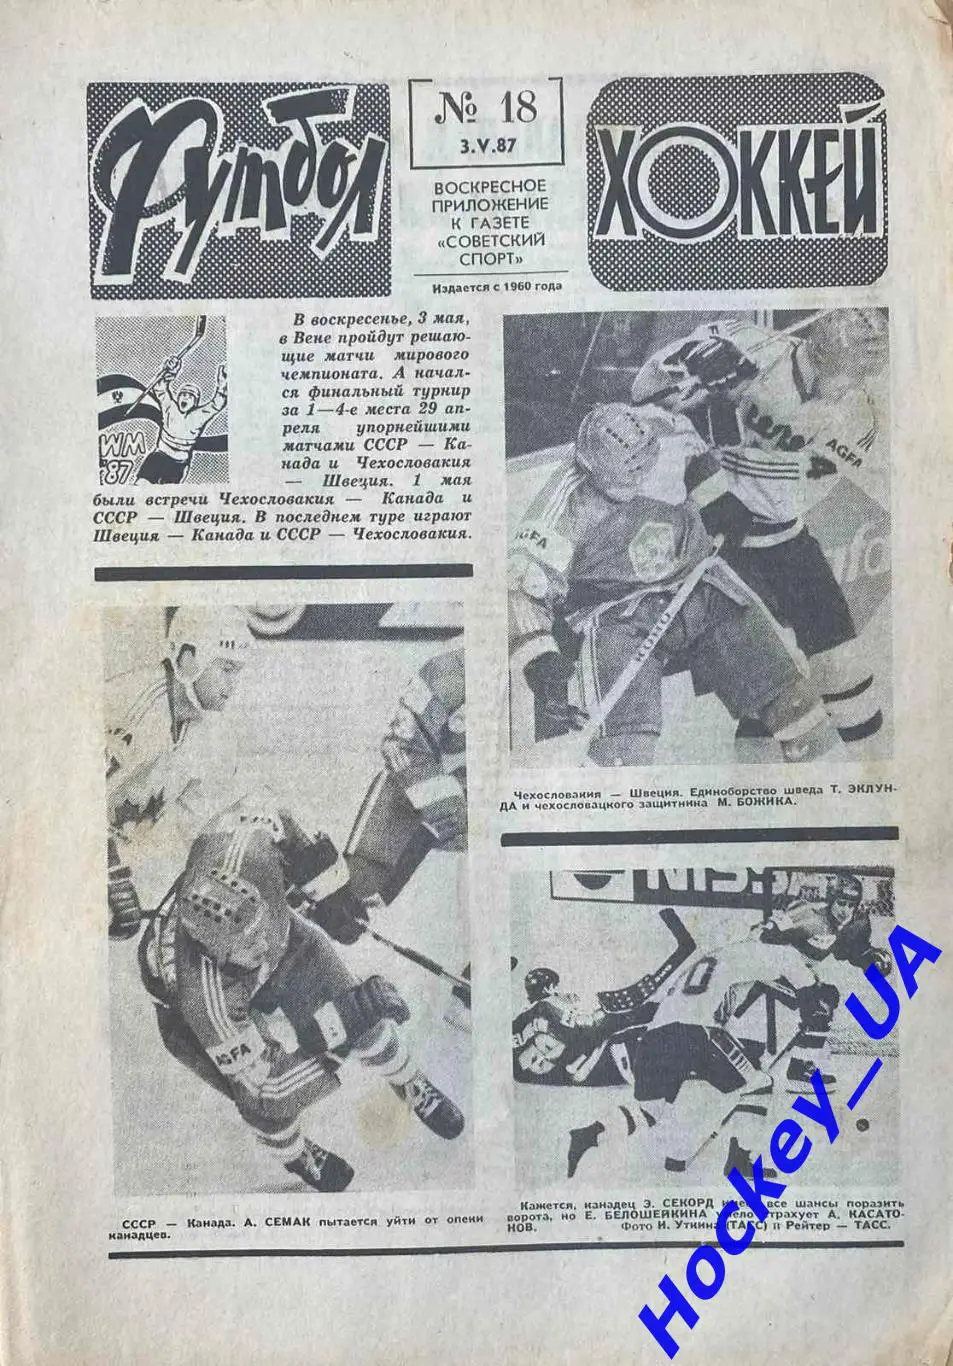 Футбол
№ 18
3.V.87
ХОККЕЙ
ВОСКРЕСНОЕ
ПРИЛОЖЕНИЕ
К ГАЗЕТЕ
«СОВЕТСКИЙ
СПОРТ»
Издается с 1960 года
WM
'87
В воскресенье, 3 мая,
в Вене пройдут решаю-
щие матчи мирового
чемпионата. А начал-
ся финальный турнир
за 1—4-е места 29 ап-
реля упорнейшими
матчами СССР — Ка-
нада и Чехословакия
— Швеция. 1 мая
были встречи Чехословакия — Канада и
СССР — Швеция. В последнем туре играют
Швеция — Канада и СССР — Чехословакия.
AGFA
KOHO
Чехословакия — Швеция. Единоборство шведа Т. ЭКЛУН-
ДА и чехословацкого защитника М. БОЖИКА.
AGFA
СССР — Канада. А. СЕМАК пытается уйти от опеки
канадцев.
Кажется, канадец Э. СЕКОРД все шансы поразить
ворота, но Е. БЕЛОШЕЙКИНА страхует А. КАСАТО-
НОВ. Фото И. Уткина (ТАСС) и Рейтер — ТАСС.
Hockey_UA